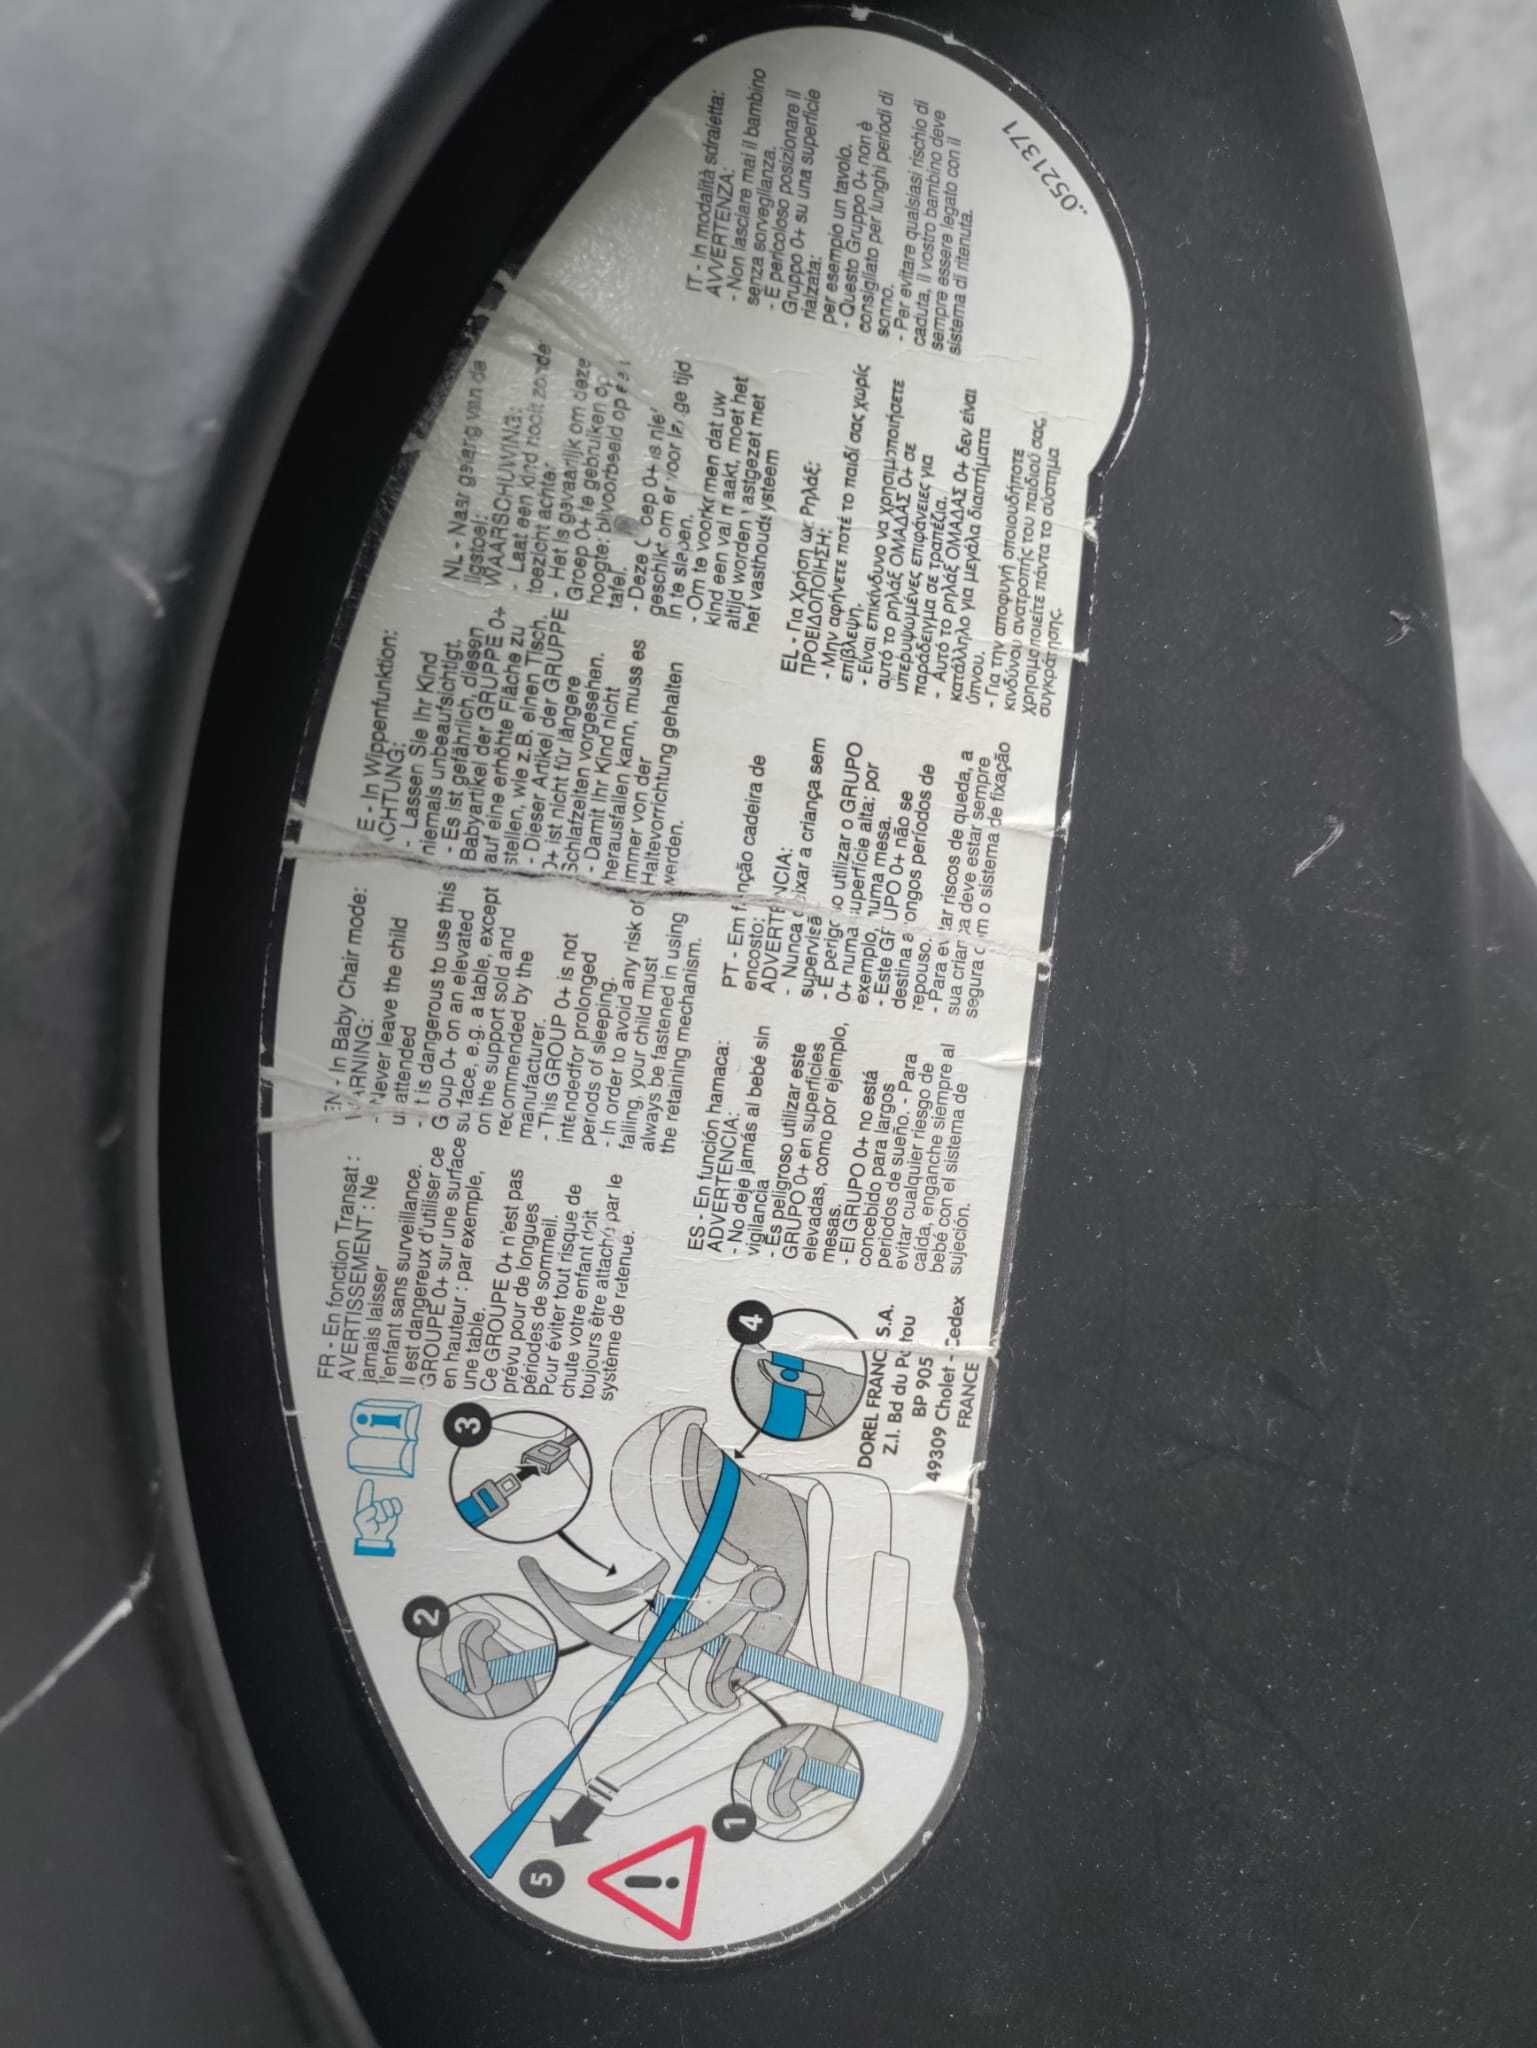 FR - En fonction Transat :
AVERTISSEMENT : Ne
jamais laisser
l'enfant sans surveillance.
Il est dangereux d'utiliser ce
GROUPE 0+ sur une surface
en hauteur : par exemple,
une table.
Ce GROUPE 0+ n'est pas
prévu pour de longues
périodes de sommeil.
Pour éviter tout risque de
chute votre enfant doit
toujours être attaché par le
système de retenue.
EN - In Baby Chair mode:
WARNING:
- Never leave the child
unattended
- It is dangerous to use this
Group 0+ on an elevated
surface, e.g. a table, except
on the support sold and
recommended by the
manufacturer.
- This GROUP 0+ is not
intendedfor prolonged
periods of sleeping.
- In order to avoid any risk of
falling, your child must
always be fastened in using
the retaining mechanism.
E - In Wippenfunktion:
ACHTUNG:
- Lassen Sie Ihr Kind
niemals unbeaufsichtigt.
- Es ist gefährlich, diesen
Babyartikel der GRUPPE 0+
auf eine erhöhte Fläche zu
stellen, wie z.B. einen Tisch.
- Dieser Artikel der GRUPPE
0+ ist nicht für längere
Schlafzeiten vorgesehen.
- Damit Ihr Kind nicht
herausfallen kann, muss es
immer von der
Haltevorrichtung gehalten
werden.
NL - Naar gelang van de
ligstoel:
WAARSCHUWING:
- Laat een kind nooit zonder
toezicht achter.
- Het is gevaarlijk om deze
Groep 0+ te gebruiken op
hoogte: bijvoorbeeld op een
tafel.
- Deze Groep 0+ is niet
geschikt om er voor lange tijd
in te slapen.
- Om te voorkomen dat uw
kind een val maakt, moet het
altijd worden vastgezet met
het vasthoudsysteem
IT - In modalità sdraietta:
AVVERTENZA:
- Non lasciare mai il bambino
senza sorveglianza.
- E pericoloso posizionare il
Gruppo 0+ su una superficie
rialzata:
per esempio un tavolo.
- Questo Gruppo 0+ non è
consigliato per lunghi periodi di
sonno.
- Per evitare qualsiasi rischio di
caduta, il vostro bambino deve
sempre essere legato con il
sistema di ritenuta.
ES - En función hamaca:
ADVERTENCIA:
- No deje jamás al bebé sin
vigilancia
- Es peligroso utilizar este
GRUPO 0+ en superficies
elevadas, como por ejemplo,
mesas.
- El GRUPO 0+ no está
concebido para largos
periodos de sueño. - Para
evitar cualquier riesgo de
caída, enganche siempre al
bebé con el sistema de
sujeción.
PT - Em função cadeira de
encosto:
ADVERTÊNCIA:
- Nunca deixar a criança sem
supervisã
- É perigoso utilizar o GRUPO
0+ numa superfície alta: por
exemplo, numa mesa.
- Este GRUPO 0+ não se
destina a longos períodos de
repouso.
- Para evitar riscos de queda, a
sua criança deve estar sempre
segura com o sistema de fixação
EL - Για Χρήση ως Ρηλάξ:
ΠΡΟΕΙΔΟΠΟΙΗΣΗ:
- Μην αφήνετε ποτέ το παιδί σας χωρίς
επίβλεψη.
- Είναι επικίνδυνο να χρησιμοποιήσετε
αυτό το ρηλάξ ΟΜΑΔΑΣ 0+ σε
υπερυψωμένες επιφάνειες για
παράδειγμα σε τραπέζια.
- Αυτό το ρηλάξ ΟΜΑΔΑΣ 0+ δεν είναι
κατάλληλο για μεγάλα διαστήματα
ύπνου.
- Για την αποφυγή οποιουδήποτε
κινδύνου ανατροπής του παιδιού σας,
χρησιμοποιείτε πάντα το σύστημα
συγκράτησης.
..0521371
1
2
3
4
5
DOREL FRANCE S.A.
Z.I. Bd du Poitou
BP 905
49309 Cholet - Cedex
FRANCE